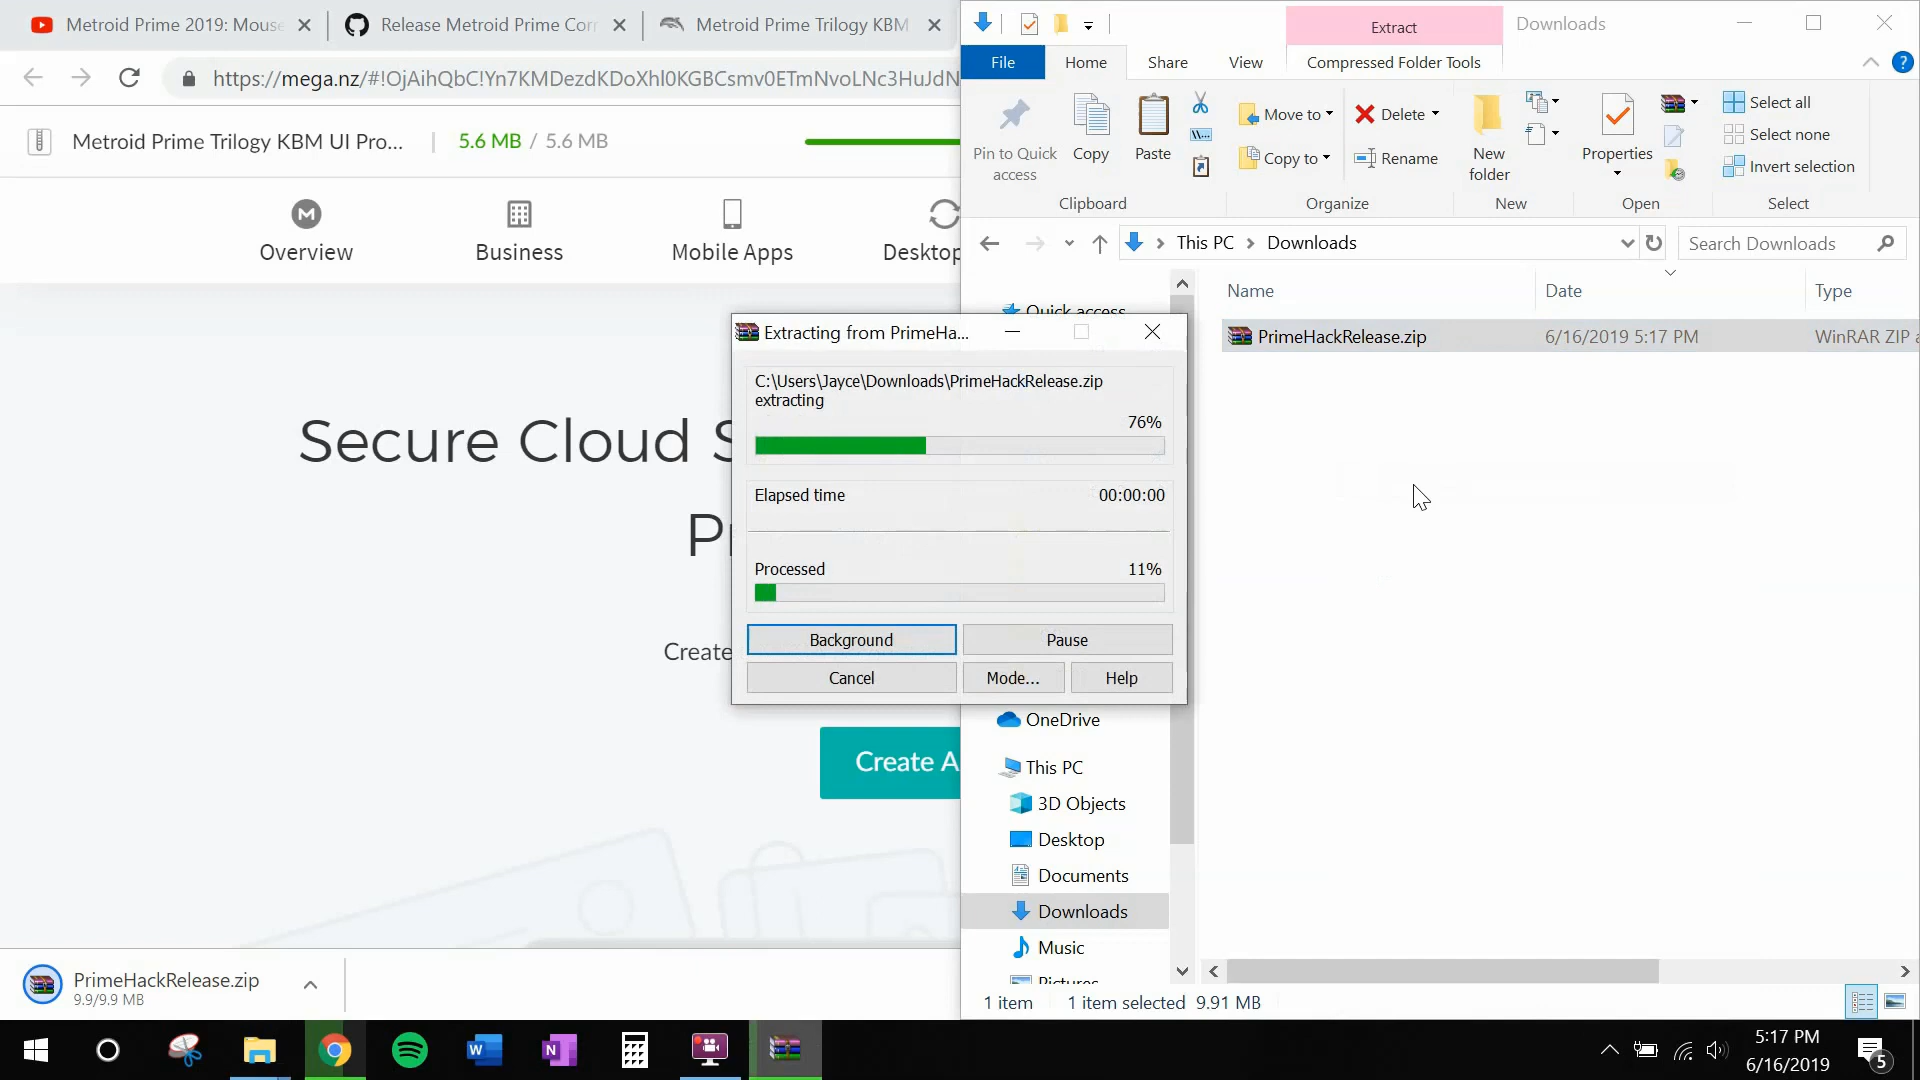 Metroid Prime 2019: Mouse
Release Metroid Prime Corr
Metroid Prime Trilogy KBM
https://mega.nz/#!OjAihQbC!Yn7KMDezdKDoXhl0KGBCsmv0ETmNvoLNc3HuJdN
Metroid Prime Trilogy KBM UI Pro...
5.6 MB / 5.6 MB
Overview
Business
Mobile Apps
Desktop
Secure Cloud S
Create
Create A
PrimeHackRelease.zip
9.9/9.9 MB
Extract
Downloads
File
Home
Share
View
Compressed Folder Tools
Pin to Quick
access
Copy
Paste
Move to
Copy to
Delete
Rename
New
folder
Properties
Select all
Select none
Invert selection
Clipboard
Organize
New
Open
Select
This PC
Downloads
Search Downloads
Name
Date
Type
Quick access
PrimeHackRelease.zip
6/16/2019 5:17 PM
WinRAR ZIP a
Extracting from PrimeHa...
C:\Users\Jayce\Downloads\PrimeHackRelease.zip
extracting
76%
Elapsed time
00:00:00
Processed
11%
Background
Pause
Cancel
Mode...
Help
OneDrive
This PC
3D Objects
Desktop
Documents
Downloads
Music
Pictures
1 item
1 item selected 9.91 MB
5:17 PM
6/16/2019
5